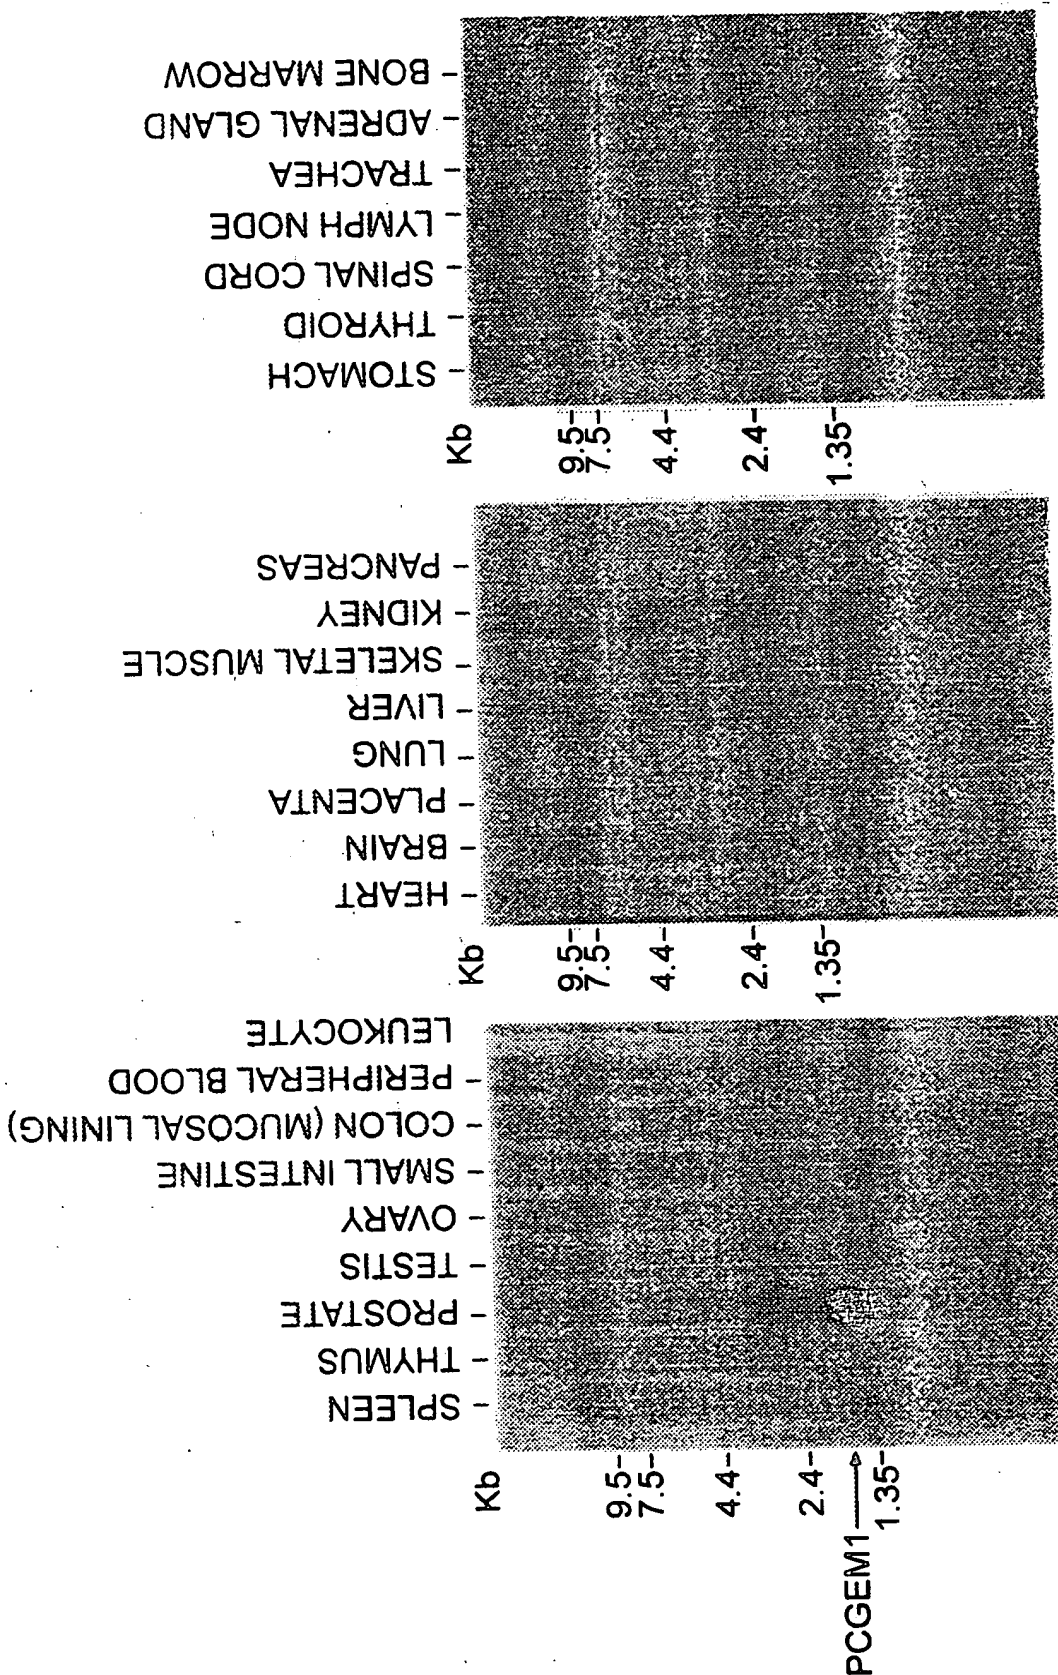 SPLEEN
THYMUS
PROSTATE
TESTIS
OVARY
SMALL INTESTINE
COLON (MUCOSAL LINING)
PERIPHERAL BLOOD
LEUKOCYTE
Kb
9.5
7.5
4.4
2.4
PCGEM1
1.35
HEART
BRAIN
PLACENTA
LUNG
LIVER
SKELETAL MUSCLE
KIDNEY
PANCREAS
Kb
9.5
7.5
4.4
2.4
1.35
STOMACH
THYROID
SPINAL CORD
LYMPH NODE
TRACHEA
ADRENAL GLAND
BONE MARROW
Kb
9.5
7.5
4.4
2.4
1.35